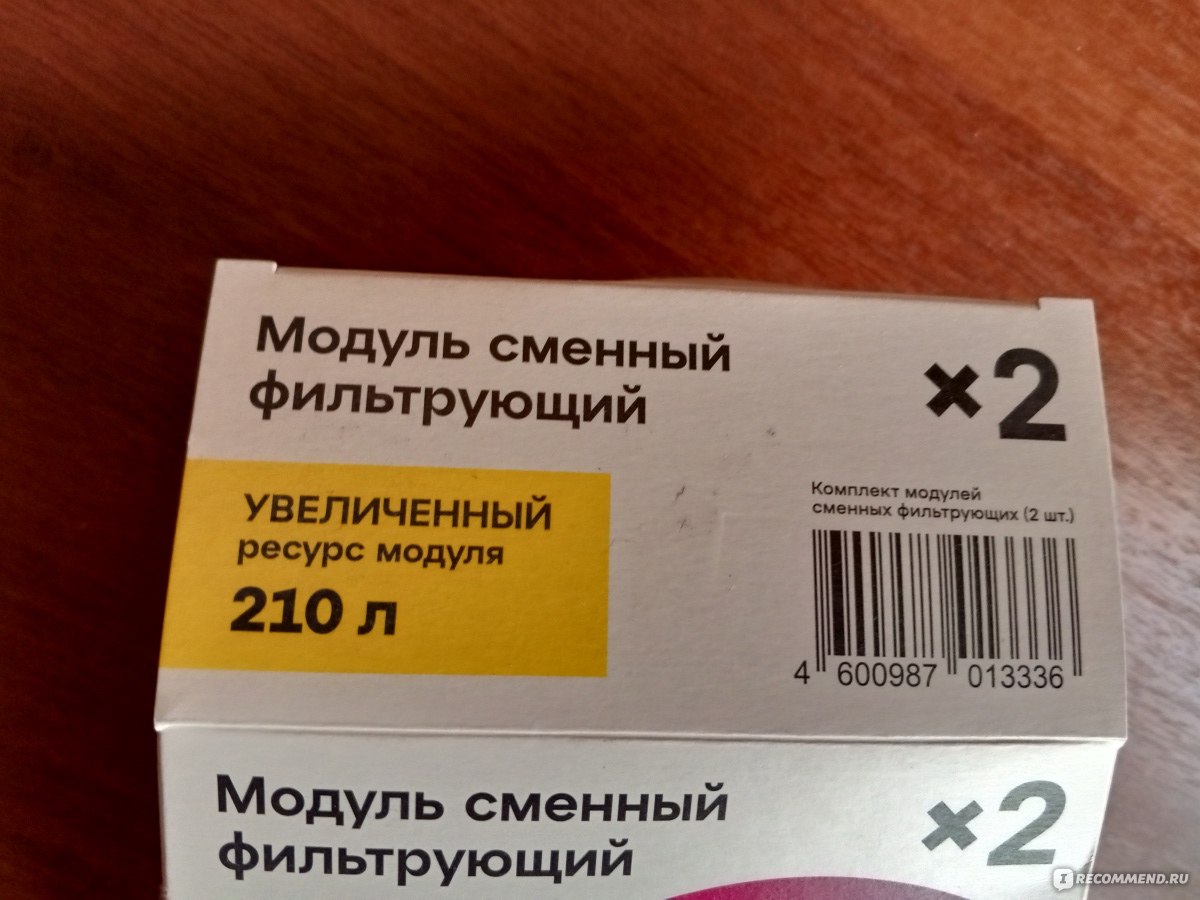 Модуль сменный
фильтрующий
×2
УВЕЛИЧЕННЫЙ
ресурс модуля
210 л
Комплект модулей
сменных фильтрующих (2 шт.)
4 600987 013336
Модуль сменный
фильтрующий
×2
IRECOMMEND.RU